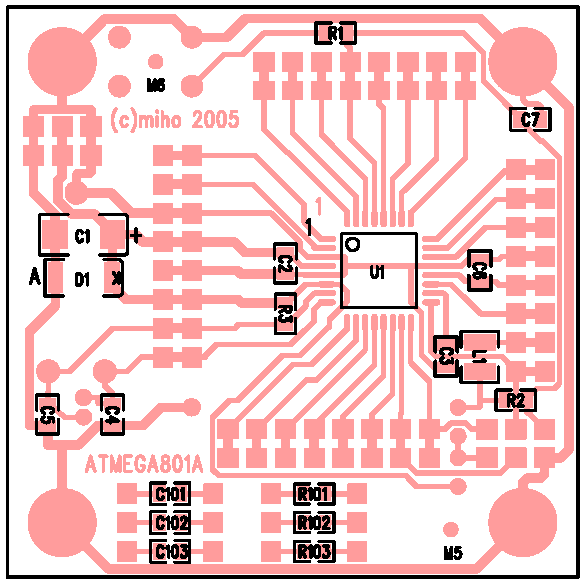 R1
M6
C7
(c)miho 2005
1
1
C1 +
C2
U1
C6
A D1 K
R3
C3
L1
C5
C4
R2
ATMEGA801A
C101
R101
C102
R102
C103
R103
M5